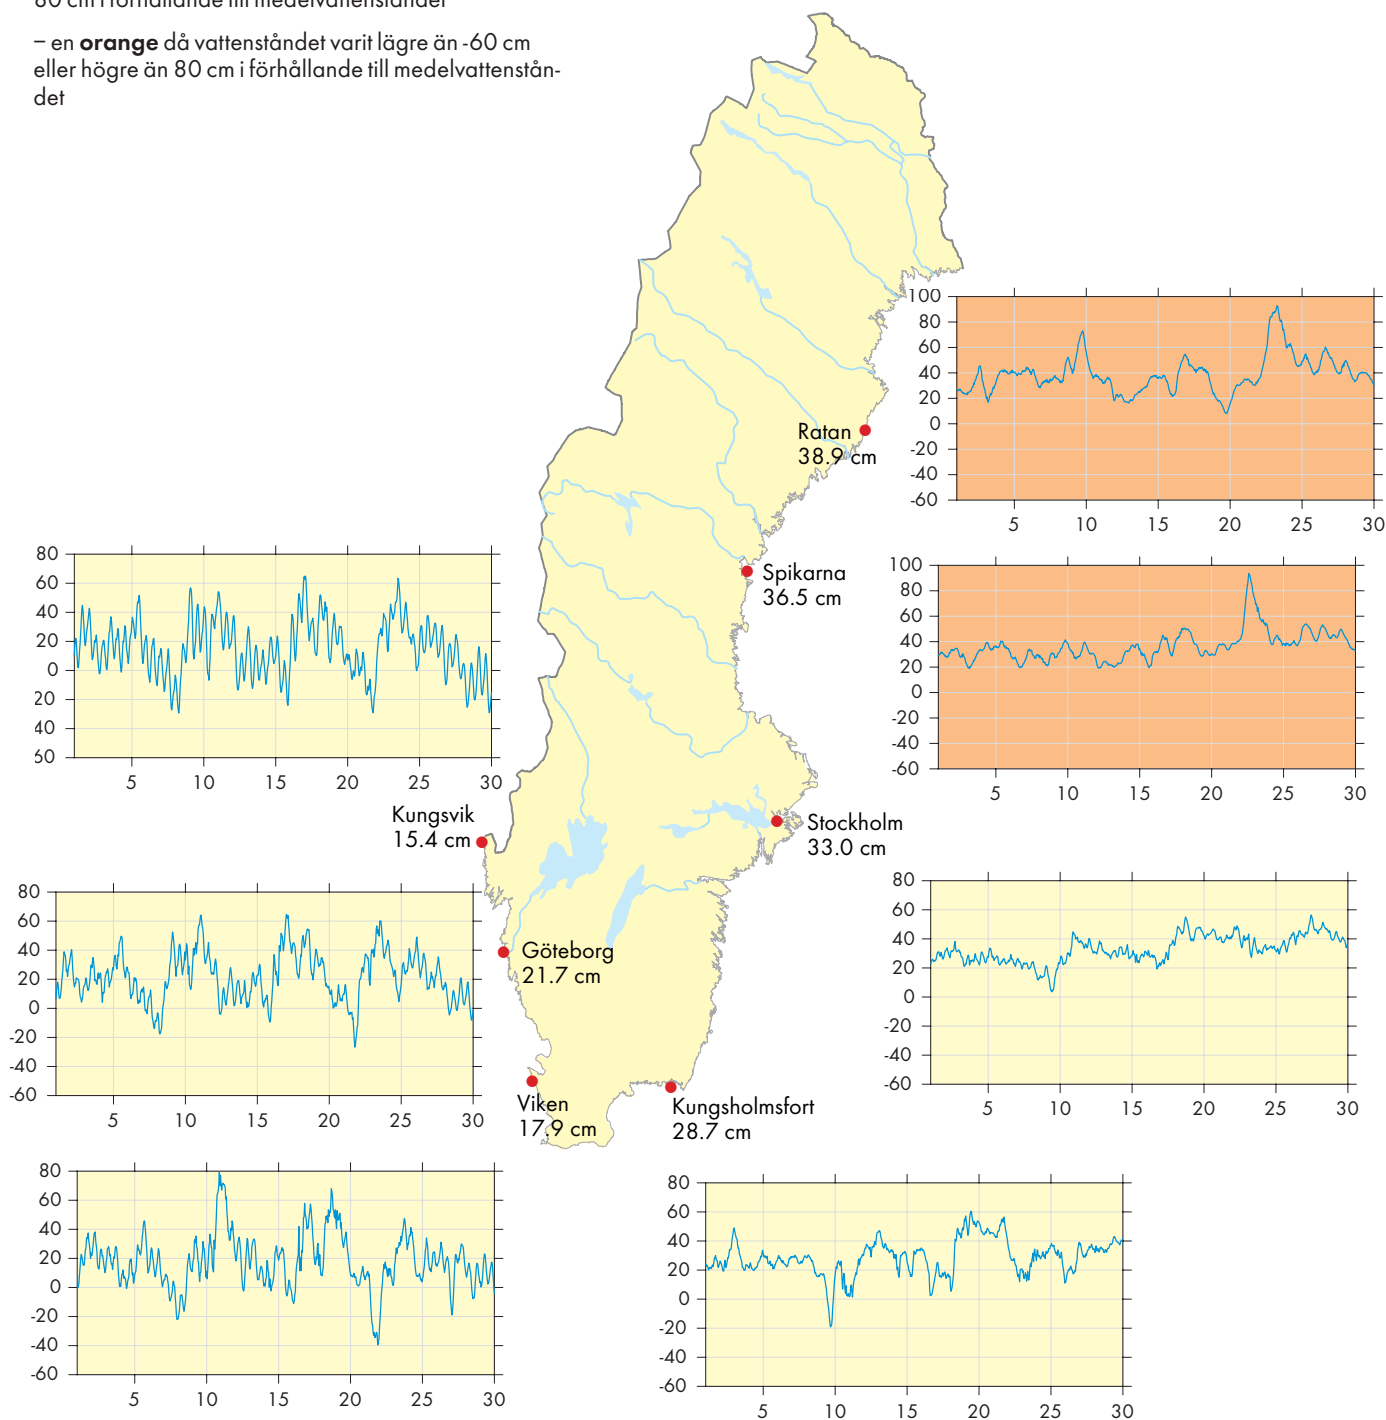 80 cm i förhållande till medelvattenståndet
– en orange då vattenståndet varit lägre än -60 cm
eller högre än 80 cm i förhållande till medelvattenstån-
det
100
80
60
40
20
0
-20
-40
-60
5 10 15 20 25 30
Ratan
38.9 cm
80
60
40
20
0
20
40
60
5 10 15 20 25 30
Spikarna
36.5 cm
100
80
60
40
20
0
-20
-40
-60
5 10 15 20 25 30
Kungsvik
15.4 cm
Stockholm
33.0 cm
80
60
40
20
0
-20
-40
-60
5 10 15 20 25 30
Göteborg
21.7 cm
80
60
40
20
0
-20
-40
-60
5 10 15 20 25 30
Viken
17.9 cm
Kungsholmsfort
28.7 cm
80
60
40
20
0
-20
-40
-60
5 10 15 20 25 30
80
60
40
20
0
-20
-40
-60
5 10 15 20 25 30